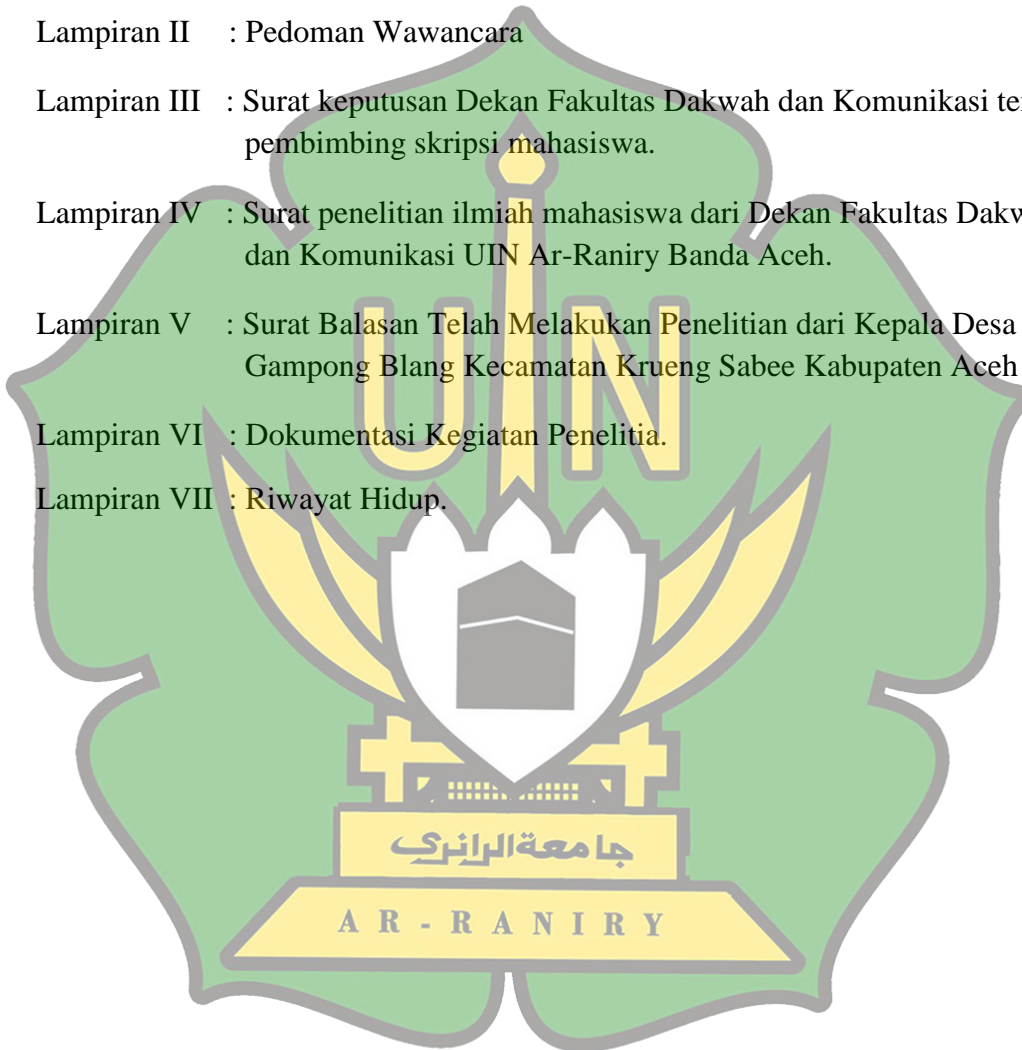 Lampiran II : Pedoman Wawancara
Lampiran III : Surat keputusan Dekan Fakultas Dakwah dan Komunikasi
pembimbing skripsi mahasiswa.
Lampiran IV : Surat penelitian ilmiah mahasiswa dari Dekan Fakultas
dan Komunikasi UIN Ar-Raniry Banda Aceh.
Lampiran V : Surat Balasan Telah Melakukan Penelitian dari Kepala Desa
Gampong Blang Kecamatan Krueng Sabee Kabupaten Aceh
Lampiran VI : Dokumentasi Kegiatan Penelitia.
Lampiran VII : Riwayat Hidup.
UIN
جامعة الرانري
AR-RANIRY